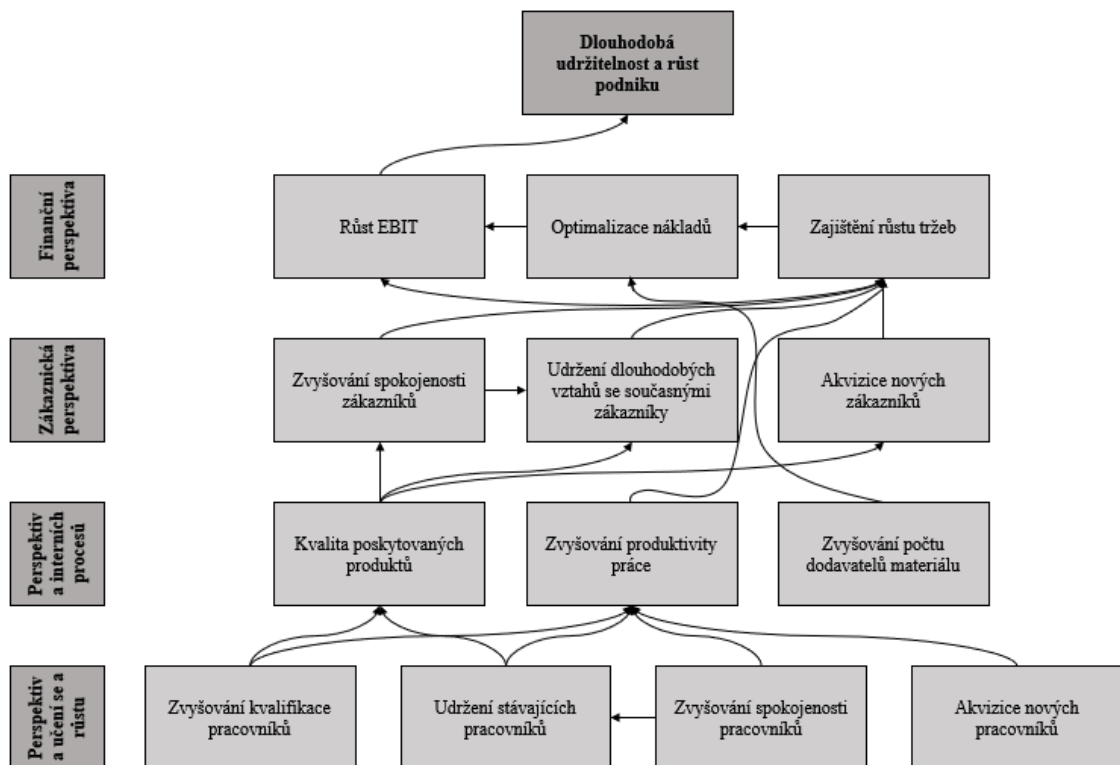 Dlouhodobá
udržitelnost a růst
podniku
Finanční
perspektiva
Růst EBIT
Optimalizace nákladů
Zajištění růstu tržeb
Zákaznická
perspektiva
Zvyšování spokojenosti
zákazníků
Udržení dlouhodobých
vztahů se současnými
zákazníky
Akvizice nových
zákazníků
Perspektiv
a interních
procesů
Kvalita poskytovaných
produktů
Zvyšování produktivity
práce
Zvyšování počtu
dodavatelů materiálu
Perspektiv
a učení se a
růstu
Zvyšování kvalifikace
pracovníků
Udržení stávajících
pracovníků
Zvyšování spokojenosti
pracovníků
Akvizice nových
pracovníků